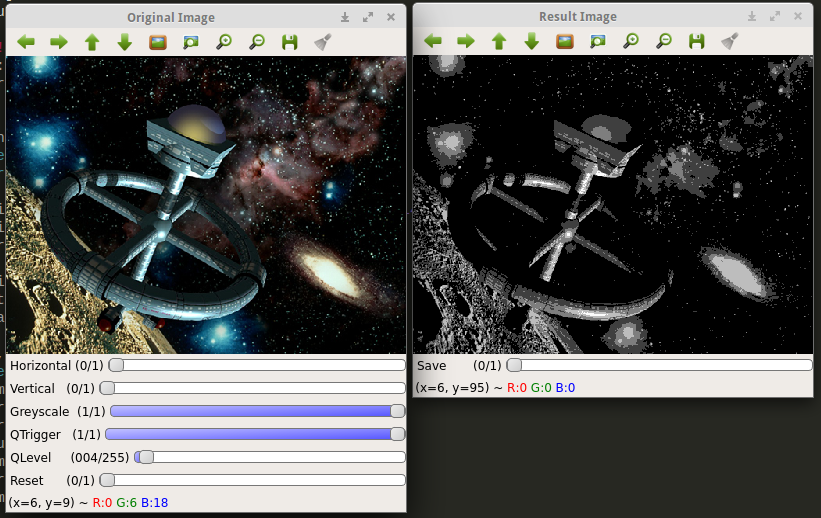 Original Image
Horizontal (0/1)
Vertical (0/1)
Greyscale (1/1)
QTrigger (1/1)
QLevel (004/255)
Reset (0/1)
(x=6, y=9) ~ R:0 G:6 B:18
Result Image
Save (0/1)
(x=6, y=95) ~ R:0 G:0 B:0